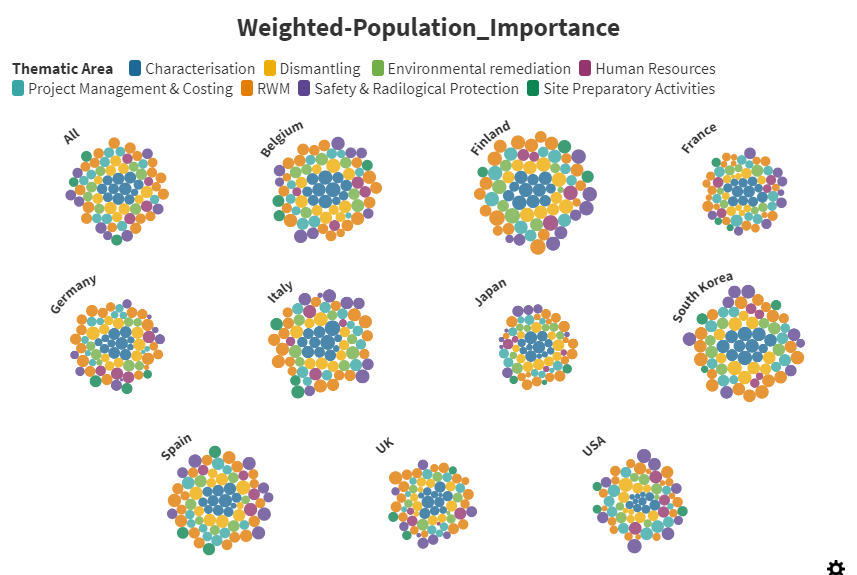 Weighted-Population_Importance
Thematic Area Characterisation Dismantling Environmental remediation Human Resources
Project Management & Costing RWM Safety & Radilogical Protection Site Preparatory Activities
All Belgium Finland France
Germany Italy Japan South Korea
Spain UK USA